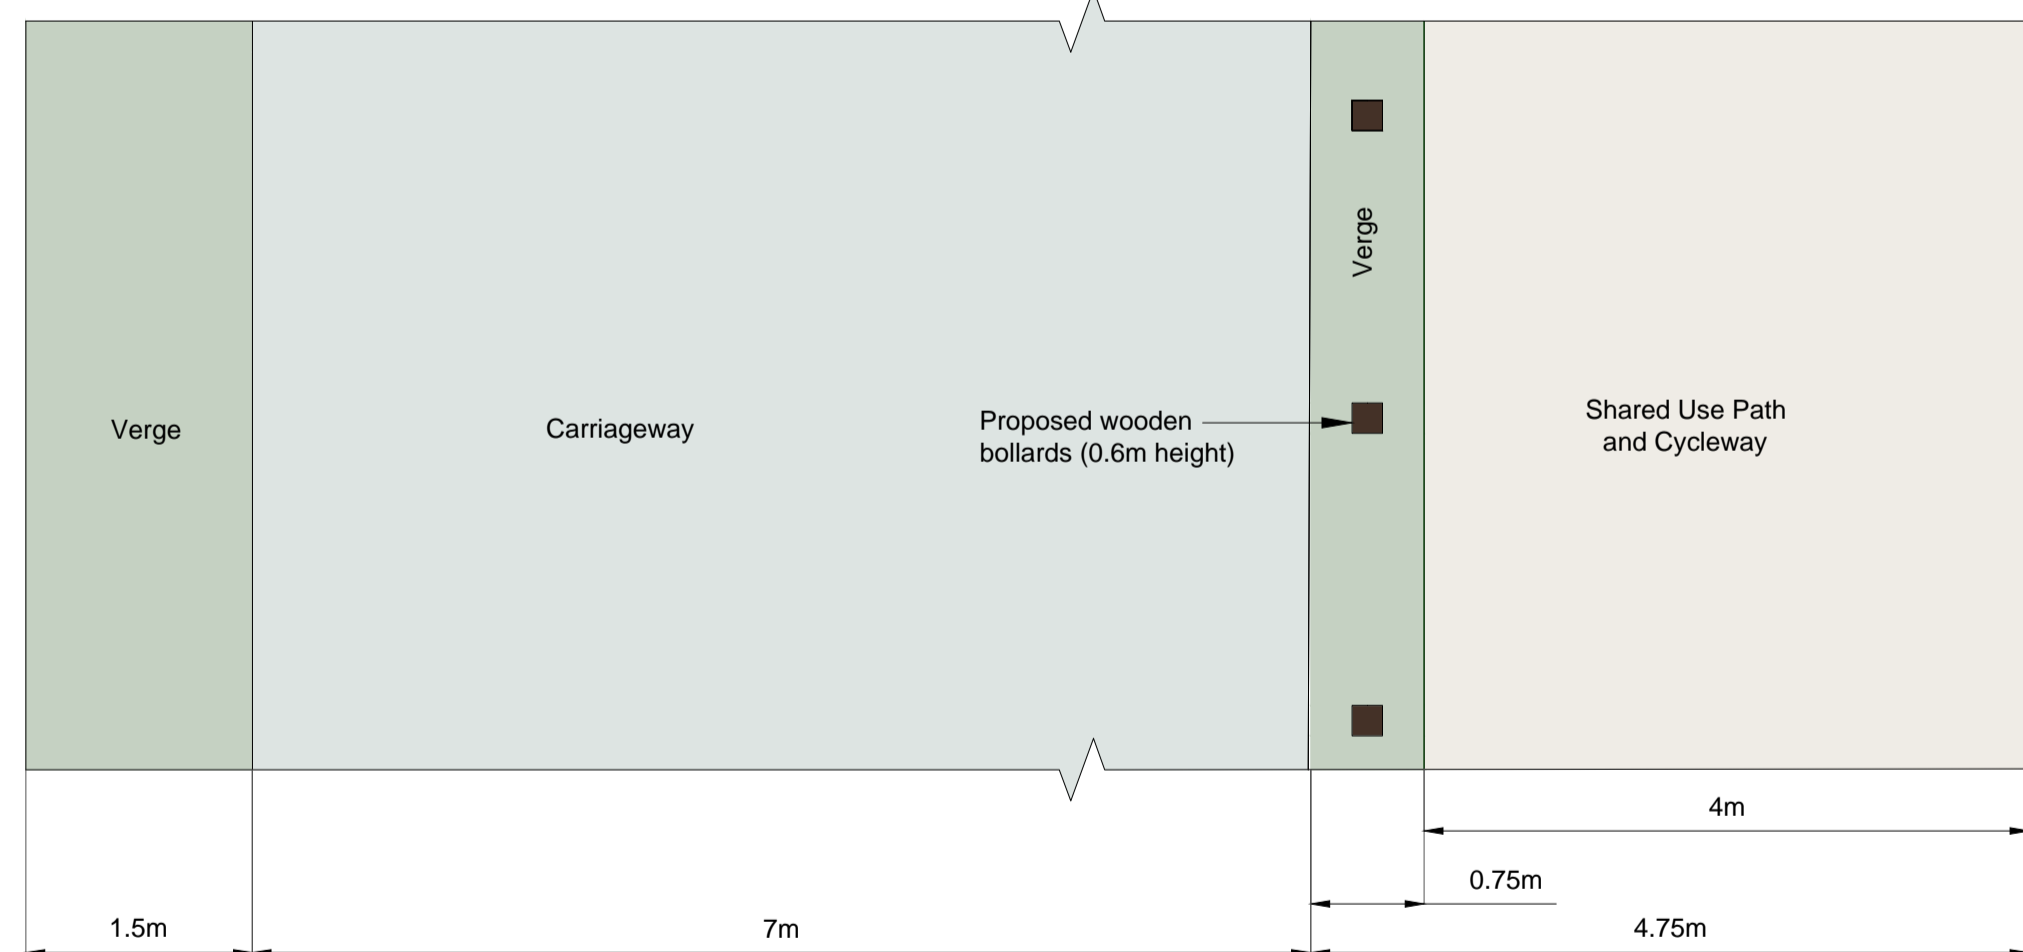 Verge
Verge
Carriageway
Proposed wooden
bollards (0.6m height)
Shared Use Path
and Cycleway
4m
0.75m
1.5m
7m
4.75m